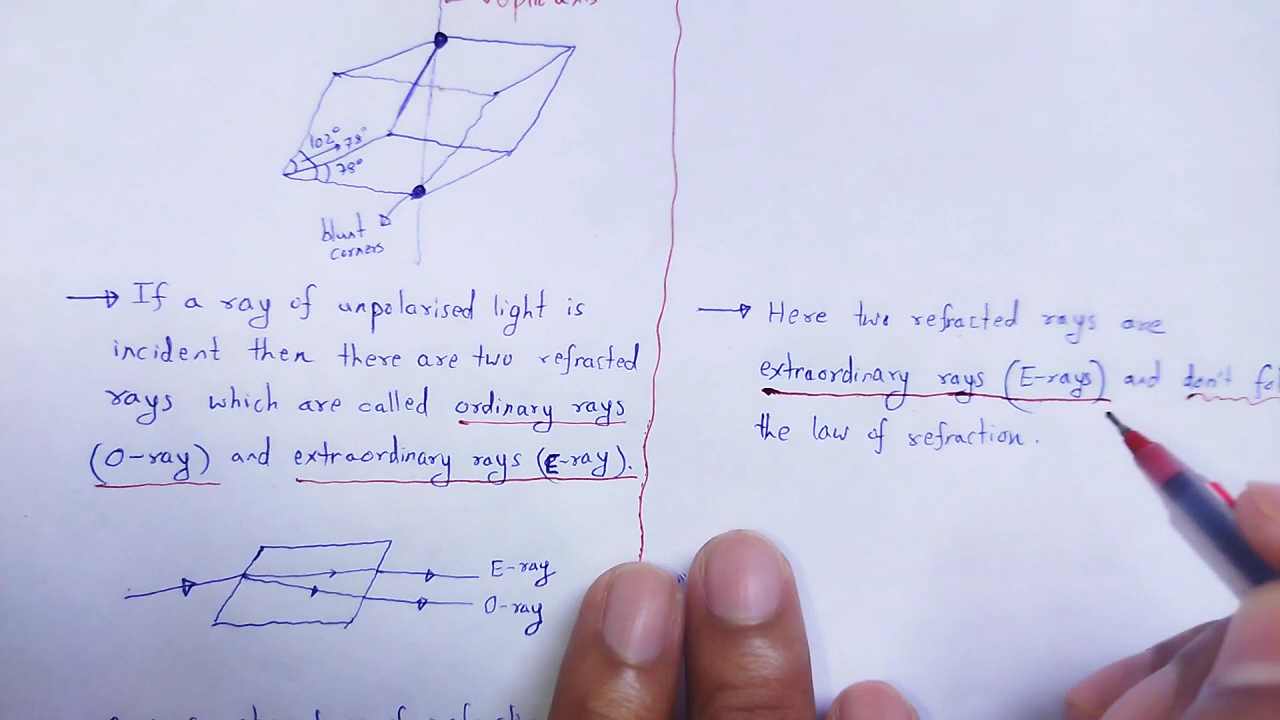 102°
78°
78°
blunt
corners
→ If a ray of unpolarised light is
incident then there are two refracted
rays which are called ordinary rays
(O-ray) and extraordinary rays (E-ray).
E-ray
O-ray
→ Here two refracted rays are
extraordinary rays (E-rays) and don't
the law of refraction.